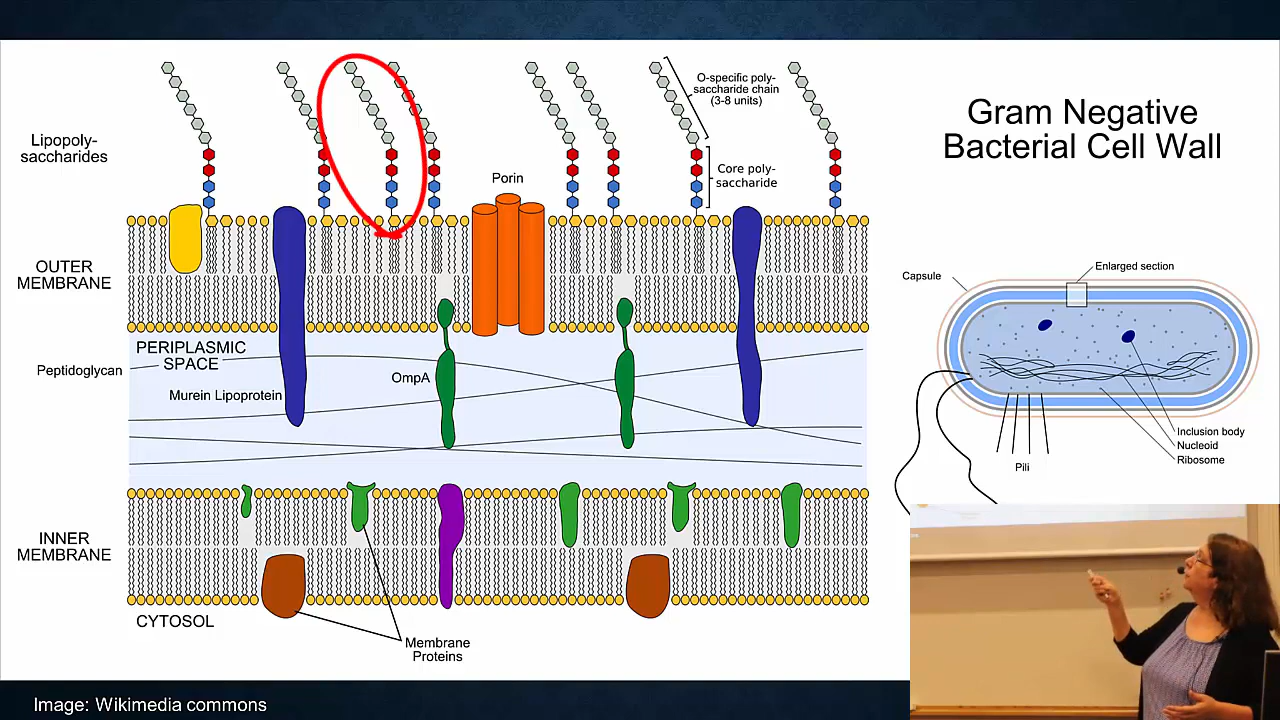 Gram Negative
Bacterial Cell Wall
O-specific poly-
saccharide chain
(3-8 units)
Lipopoly-
saccharides
Core poly-
saccharide
Porin
OUTER
MEMBRANE
PERIPLASMIC
SPACE
Peptidoglycan
OmpA
Murein Lipoprotein
INNER
MEMBRANE
CYTOSOL
Membrane
Proteins
Enlarged section
Capsule
Inclusion body
Nucleoid
Ribosome
Pili
Image: Wikimedia commons